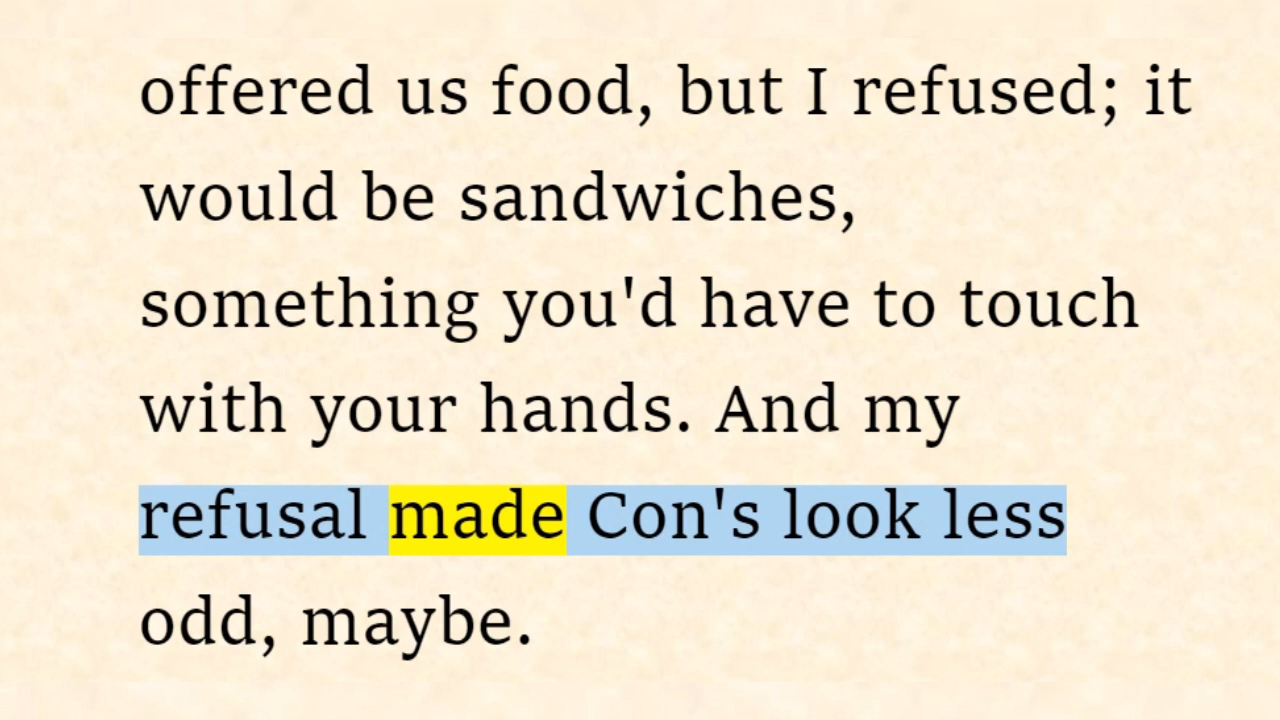 offered us food, but I refused; it
would be sandwiches,
something you'd have to touch
with your hands. And my
refusal made Con's look less
odd, maybe.